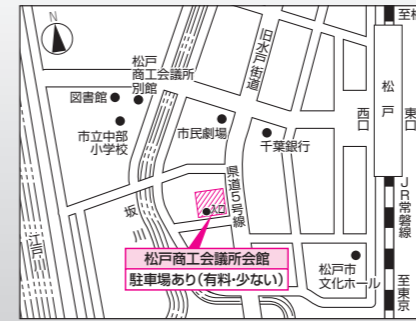 N
至柏
松戸
商工会議所
別館
図書館
市立中部
小学校
市民劇場
旧水戸街道
千葉銀行
松戸
西口
東口
県道5号線
入口
坂川
江戸川
JR常磐線
松戸商工会議所会館
駐車場あり(有料・少ない)
松戸市
文化ホール
至東京